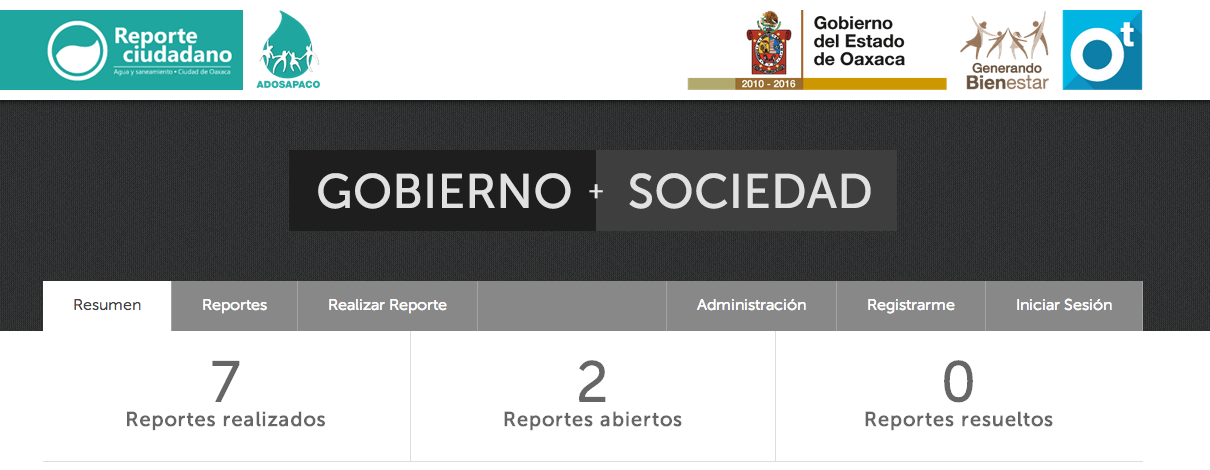 Reporte
ciudadano
Agua y saneamiento • Ciudad de Oaxaca
ADOSAPACO
Gobierno
del Estado
de Oaxaca
2010 - 2016
Generando
Bienestar
Ot
GOBIERNO + SOCIEDAD
Resumen Reportes Realizar Reporte Administración Registrarme Iniciar Sesión
7 2 0
Reportes realizados Reportes abiertos Reportes resueltos